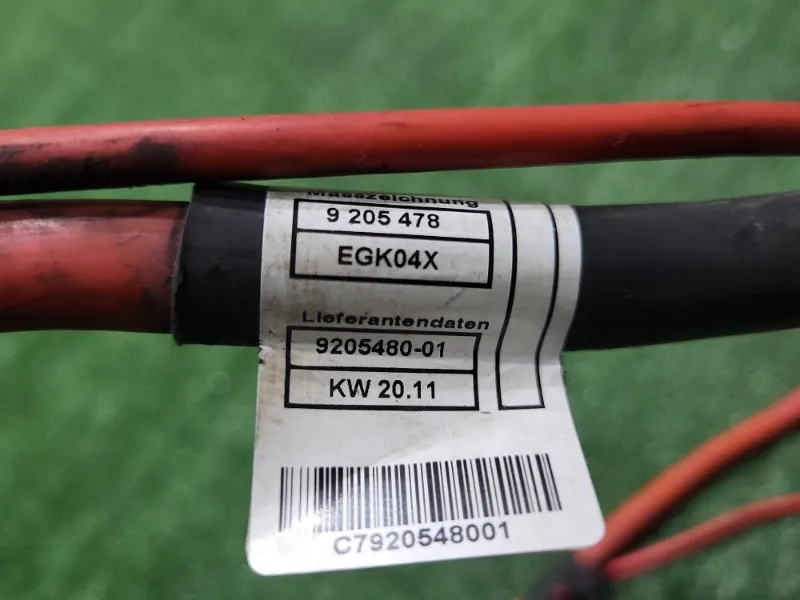 Masszeichnung
9 205 478
EGK04X
Lieferantendaten
9205480-01
KW 20.11
C7920548001